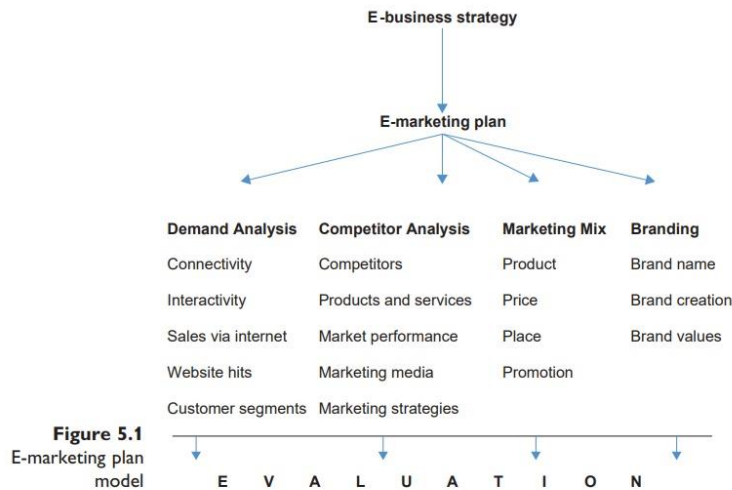 E-business strategy
E-marketing plan
Demand Analysis Competitor Analysis Marketing Mix Branding
Connectivity Competitors Product Brand name
Interactivity Products and services Price Brand creation
Sales via internet Market performance Place Brand values
Website hits Marketing media Promotion
Customer segments Marketing strategies
Figure 5.1
E-marketing plan
model
E V A L U A T I O N